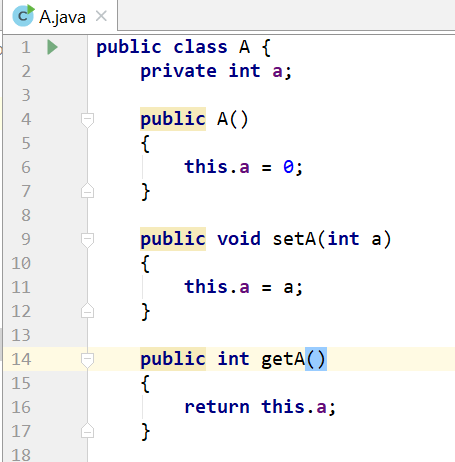 A.java
1 public class A {
2 private int a;
3
4 public A()
5 {
6 this.a = 0;
7 }
8
9 public void setA(int a)
10 {
11 this.a = a;
12 }
13
14 public int getA()
15 {
16 return this.a;
17 }
18